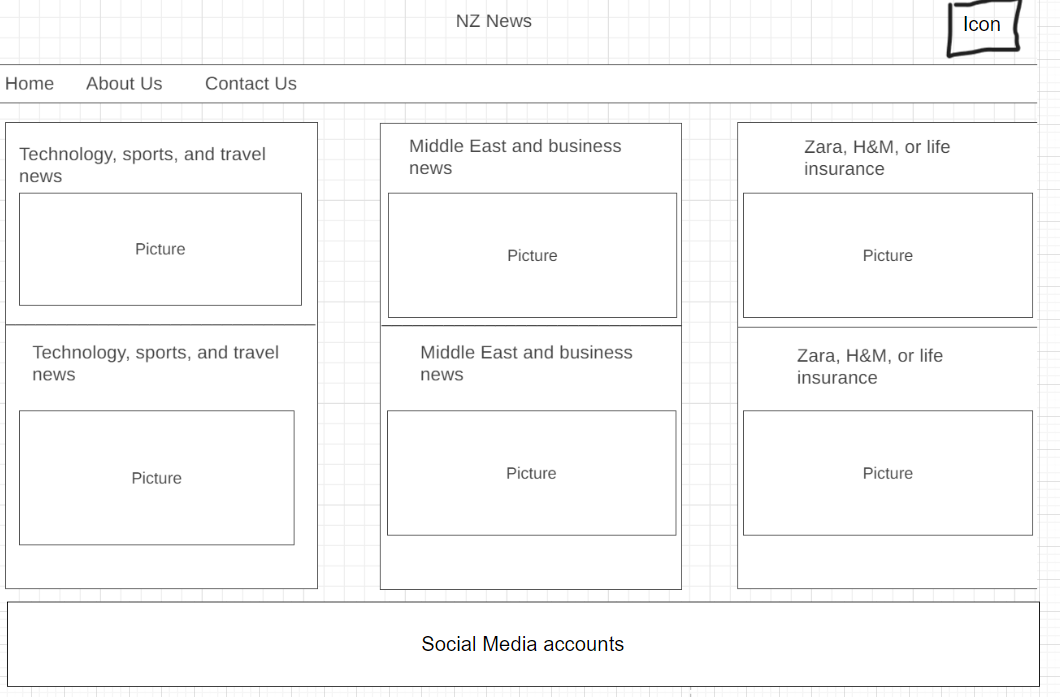 NZ News
Icon
Home About Us Contact Us
Technology, sports, and travel
news
Picture
Technology, sports, and travel
news
Picture
Middle East and business
news
Picture
Middle East and business
news
Picture
Zara, H&M, or life
insurance
Picture
Zara, H&M, or life
insurance
Picture
Social Media accounts